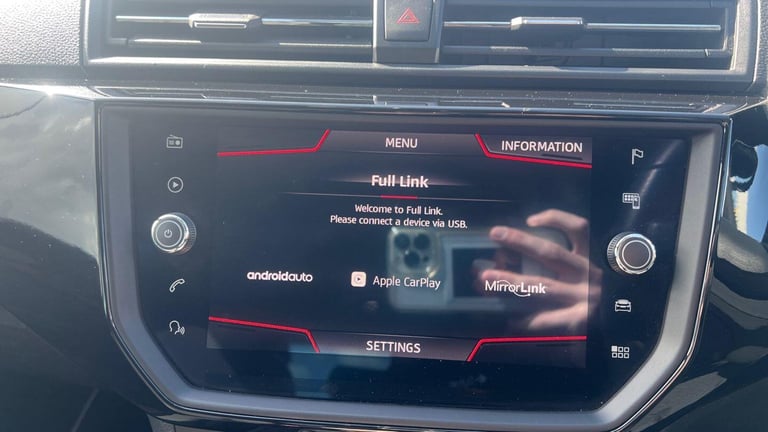 MENU
INFORMATION
Full Link
Welcome to Full Link.
Please connect a device via USB.
androidauto
Apple CarPlay
MirrorLink
SETTINGS